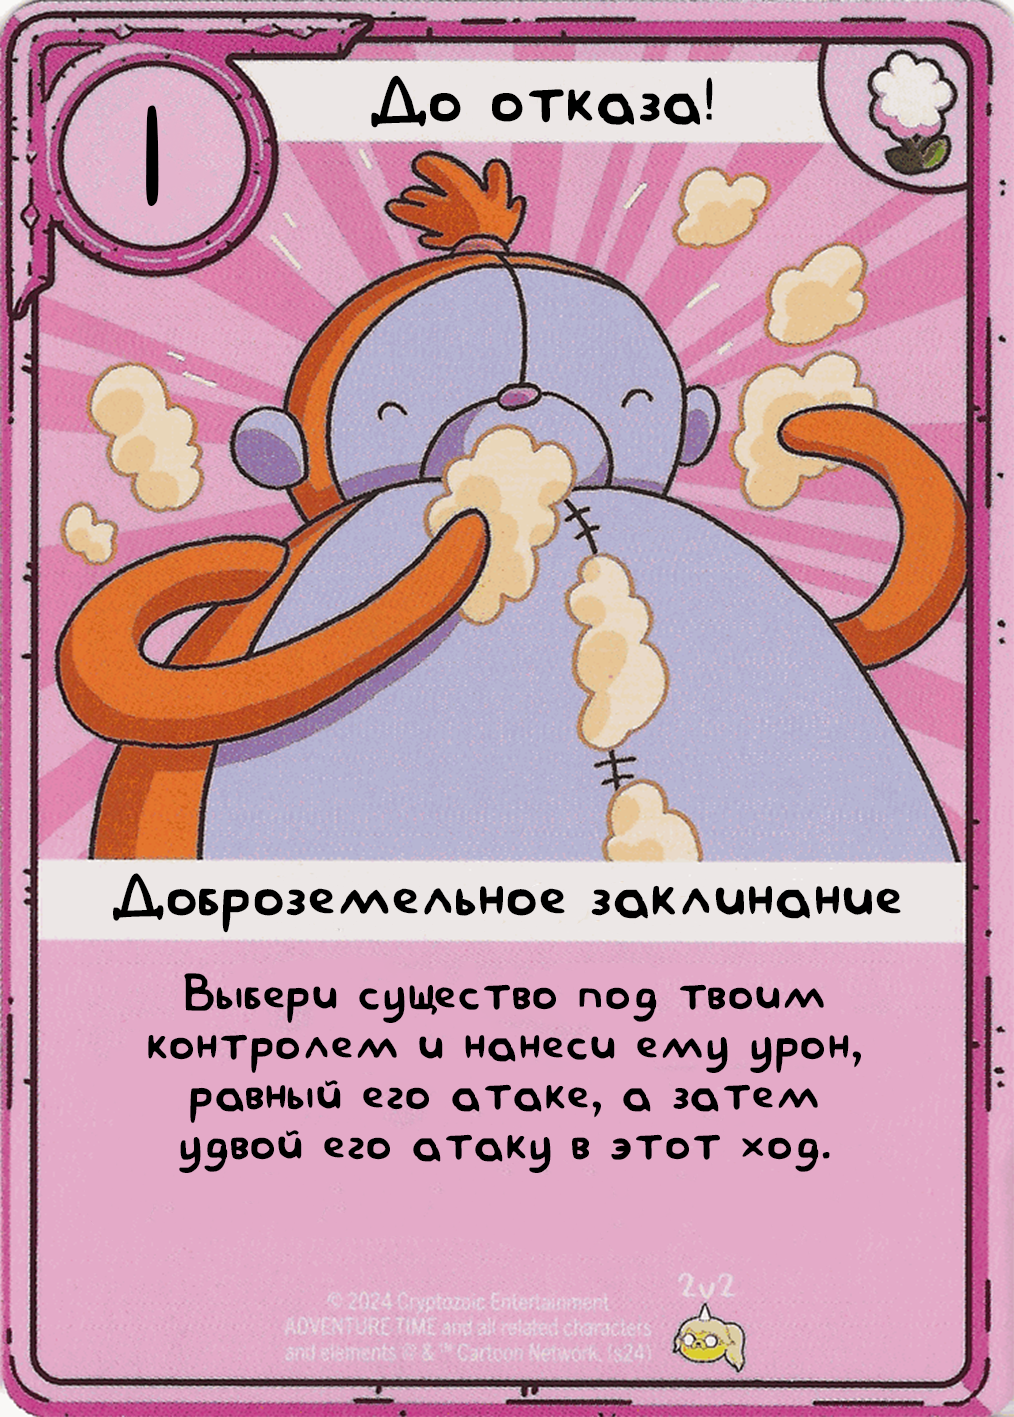 1
До отказа!
Доброземельное заклинание
Выбери существо под твоим
контролем и нанеси ему урон,
равный его атаке, а затем
удвой его атаку в этот ход.
2v2
© 2024 Cryptozoic Entertainment
ADVENTURE TIME and all related characters
and elements © & ™ Cartoon Network. (s24)